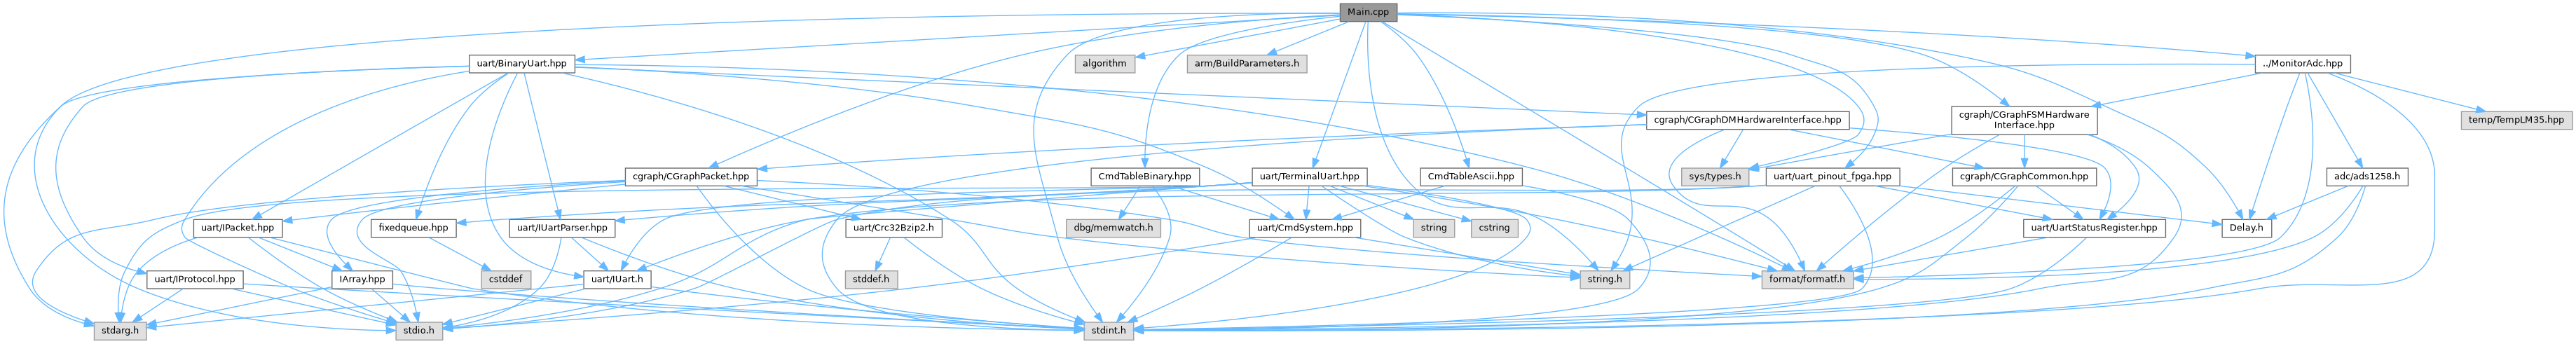 Main.cpp
uart/BinaryUart.hpp
algorithm
arm/BuildParameters.h
../MonitorAdc.hpp
cgraph/CGraphDMHardwareInterface.hpp
cgraph/CGraphFSMHardware
Interface.hpp
temp/TempLM35.hpp
cgraph/CGraphPacket.hpp
CmdTableBinary.hpp
uart/TerminalUart.hpp
CmdTableAscii.hpp
sys/types.h
uart/uart_pinout_fpga.hpp
cgraph/CGraphCommon.hpp
adc/ads1258.h
uart/IPacket.hpp
fixedqueue.hpp
uart/IUartParser.hpp
uart/Crc32Bzip2.h
dbg/memwatch.h
uart/CmdSystem.hpp
string
cstring
uart/UartStatusRegister.hpp
Delay.h
uart/IProtocol.hpp
IArray.hpp
cstddef
uart/IUart.h
stddef.h
string.h
format/formatf.h
stdarg.h
stdio.h
stdint.h